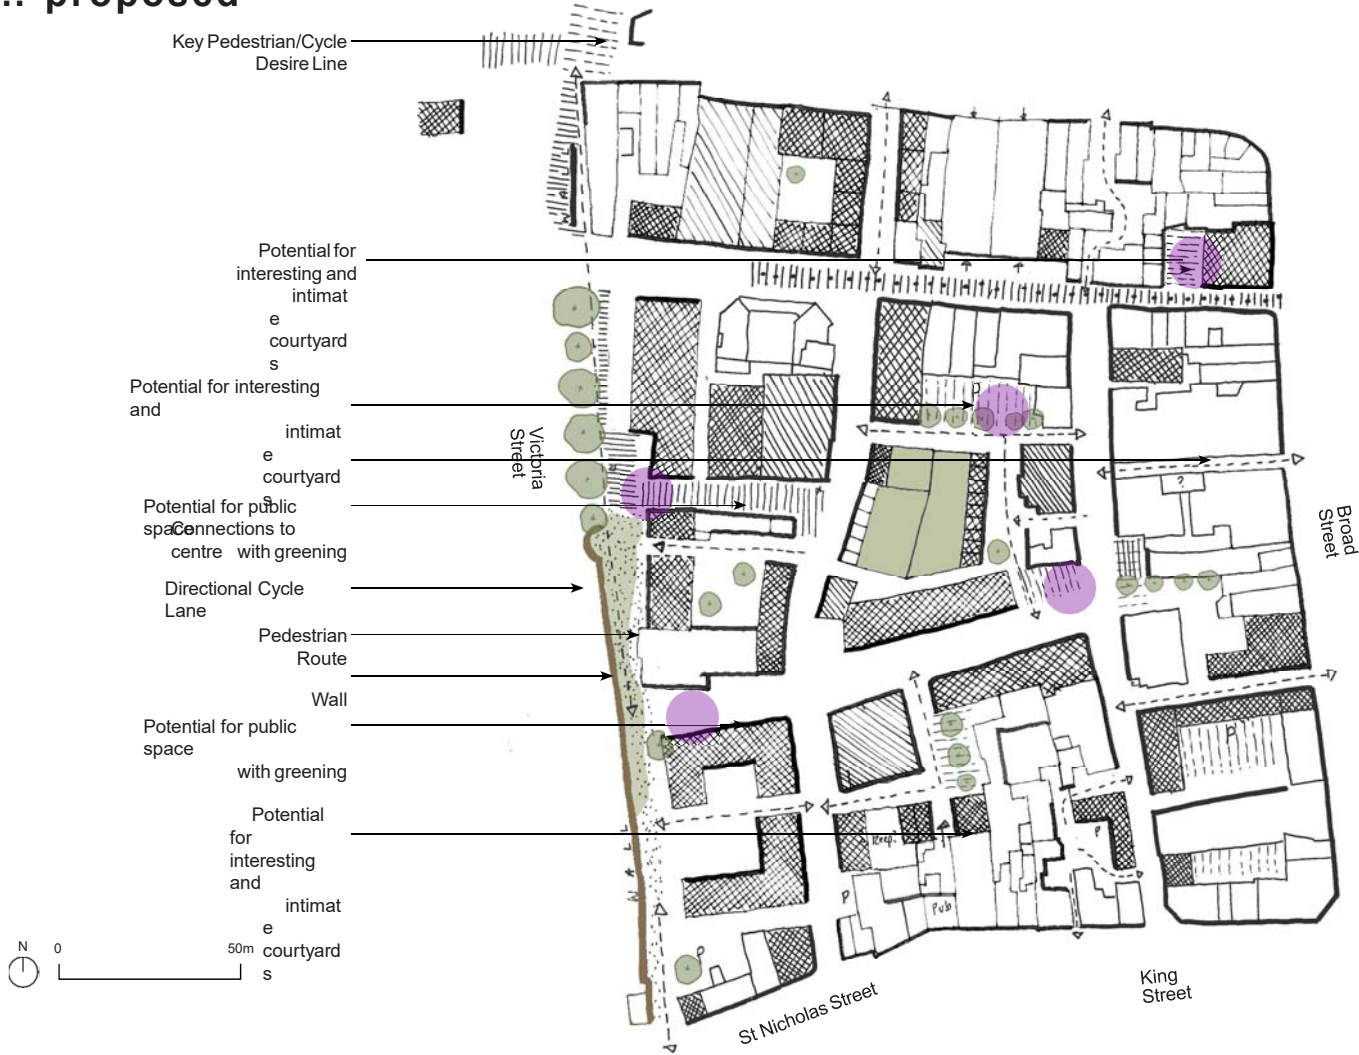 .. proposed
Key Pedestrian/Cycle
Desire Line
Potential for
interesting and
intimat
e
courtyard
s
Potential for interesting
and
intimat
e
courtyard
s
Potential for public
space
Connections to
centre with greening
Directional Cycle
Lane
Pedestrian
Route
Wall
Potential for public
space
with greening
Potential
for
interesting
and
intimat
e
courtyard
s
N
0
50m
Victoria
Street
Broad
Street
King
Street
St Nicholas Street
WALL
?
P
P
P
P
Keep?
Pub